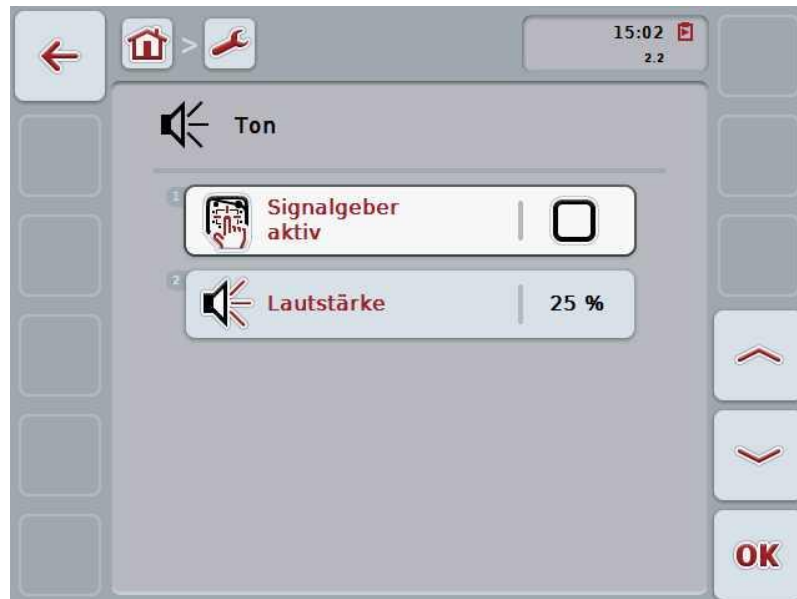 15:02
2.2
Ton
1
Signalgeber
aktiv
2
Lautstärke
25 %
OK